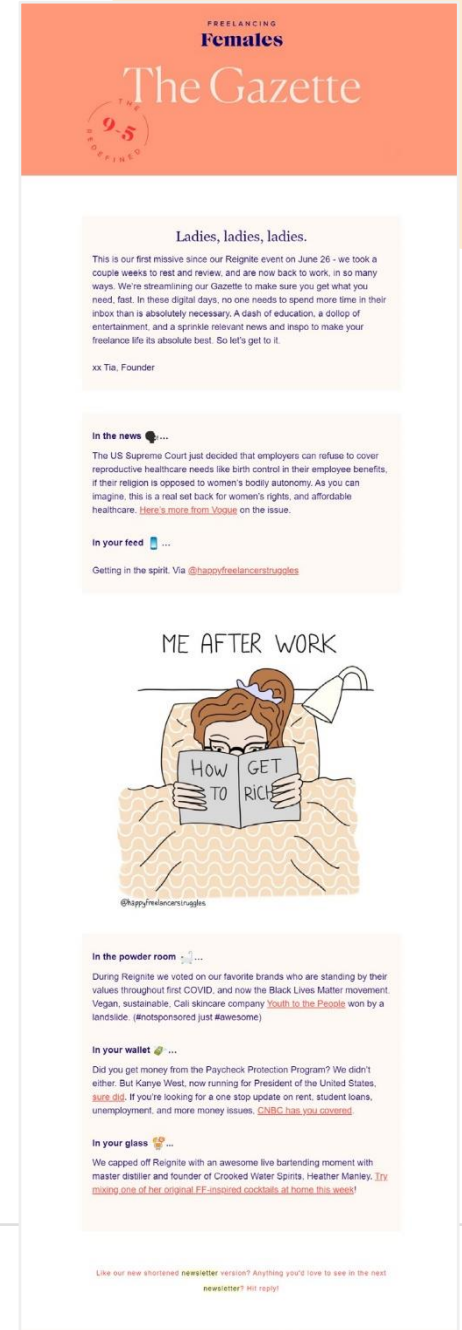 FREELANCING
Females
The Gazette
THE
9-5
REDEFINED
Ladies, ladies, ladies.
This is our first missive since our Reignite event on June 26 - we took a
couple weeks to rest and review, and are now back to work, in so many
ways. We're streamlining our Gazette to make sure you get what you
need, fast. In these digital days, no one needs to spend more time in their
inbox than is absolutely necessary. A dash of education, a dollop of
entertainment, and a sprinkle relevant news and inspo to make your
freelance life its absolute best. So let's get to it.
xx Tia, Founder
In the news 🗣...
The US Supreme Court just decided that employers can refuse to cover
reproductive healthcare needs like birth control in their employee benefits,
if their religion is opposed to women's bodily autonomy. As you can
imagine, this is a real set back for women's rights, and affordable
healthcare. Here's more from Vogue on the issue.
In your feed 📱 ...
Getting in the spirit. Via @happyfreelancerstruggles
ME AFTER WORK
HOW GET
TO RICH
@happyfreelancerstruggles
In the powder room 🛁...
During Reignite we voted on our favorite brands who are standing by their
values throughout first COVID, and now the Black Lives Matter movement.
Vegan, sustainable, Cali skincare company Youth to the People won by a
landslide. (#notsponsored just #awesome)
In your wallet 💸...
Did you get money from the Paycheck Protection Program? We didn't
either. But Kanye West, now running for President of the United States,
sure did. If you're looking for a one stop update on rent, student loans,
unemployment, and more money issues, CNBC has you covered.
In your glass 🍹...
We capped off Reignite with an awesome live bartending moment with
master distiller and founder of Crooked Water Spirits, Heather Manley. Try
mixing one of her original FF-inspired cocktails at home this week!
Like our new shortened newsletter version? Anything you'd love to see in the next
newsletter? Hit reply!